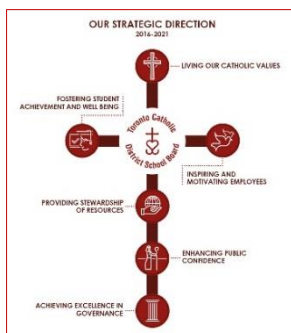 OUR STRATEGIC DIRECTION
2016-2021
LIVING OUR CATHOLIC VALUES
FOSTERING STUDENT
ACHIEVEMENT AND WELL BEING
Toronto Catholic
District School Board
INSPIRING AND
MOTIVATING EMPLOYEES
PROVIDING STEWARDSHIP
OF RESOURCES
ENHANCING PUBLIC
CONFIDENCE
ACHIEVING EXCELLENCE IN
GOVERNANCE